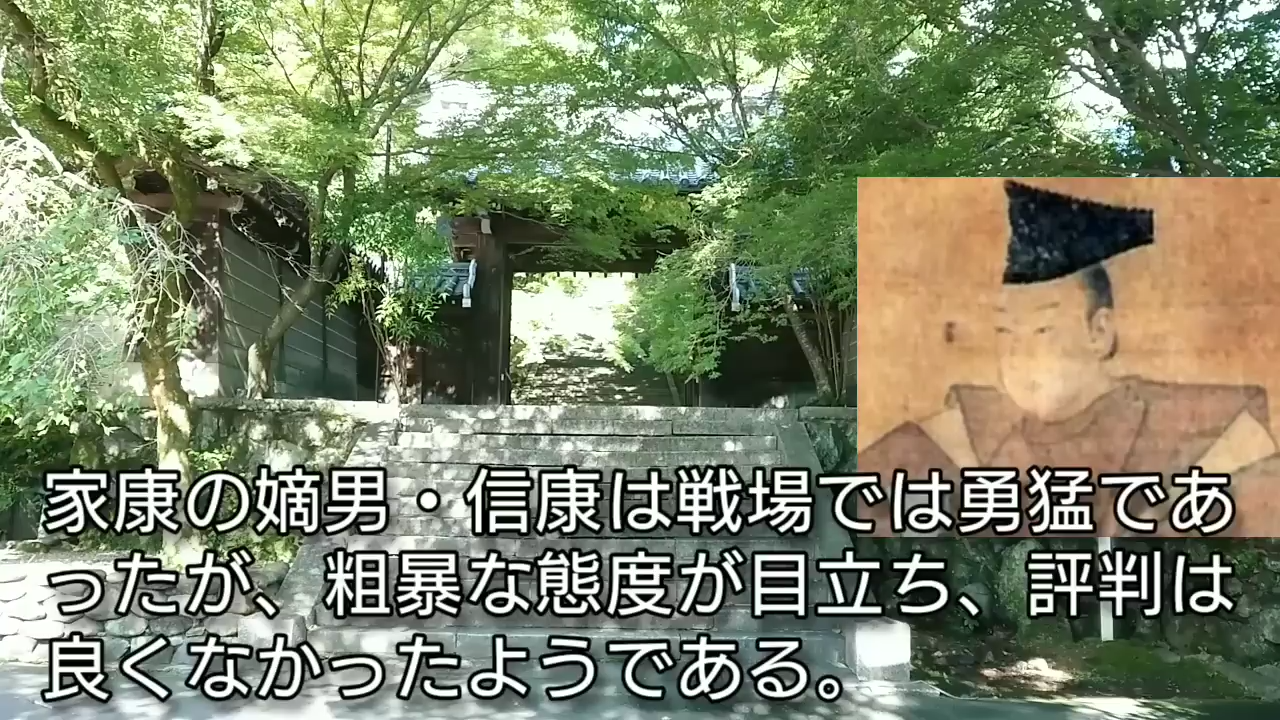 家康の嫡男・信康は戦場では勇猛であ
ったが、粗暴な態度が目立ち、評判は
良くなかったようである。